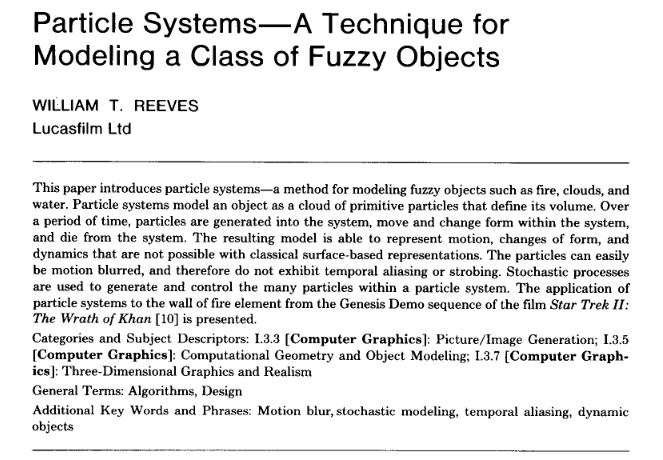 Particle Systems—A Technique for
Modeling a Class of Fuzzy Objects
WILLIAM T. REEVES
Lucasfilm Ltd
This paper introduces particle systems—a method for modeling fuzzy objects such as fire, clouds, and
water. Particle systems model an object as a cloud of primitive particles that define its volume. Over
a period of time, particles are generated into the system, move and change form within the system,
and die from the system. The resulting model is able to represent motion, changes of form, and
dynamics that are not possible with classical surface-based representations. The particles can easily
be motion blurred, and therefore do not exhibit temporal aliasing or strobing. Stochastic processes
are used to generate and control the many particles within a particle system. The application of
particle systems to the wall of fire element from the Genesis Demo sequence of the film Star Trek II:
The Wrath of Khan [10] is presented.
Categories and Subject Descriptors: I.3.3 [Computer Graphics]: Picture/Image Generation; I.3.5
[Computer Graphics]: Computational Geometry and Object Modeling; I.3.7 [Computer Graph-
ics]: Three-Dimensional Graphics and Realism
General Terms: Algorithms, Design
Additional Key Words and Phrases: Motion blur, stochastic modeling, temporal aliasing, dynamic
objects